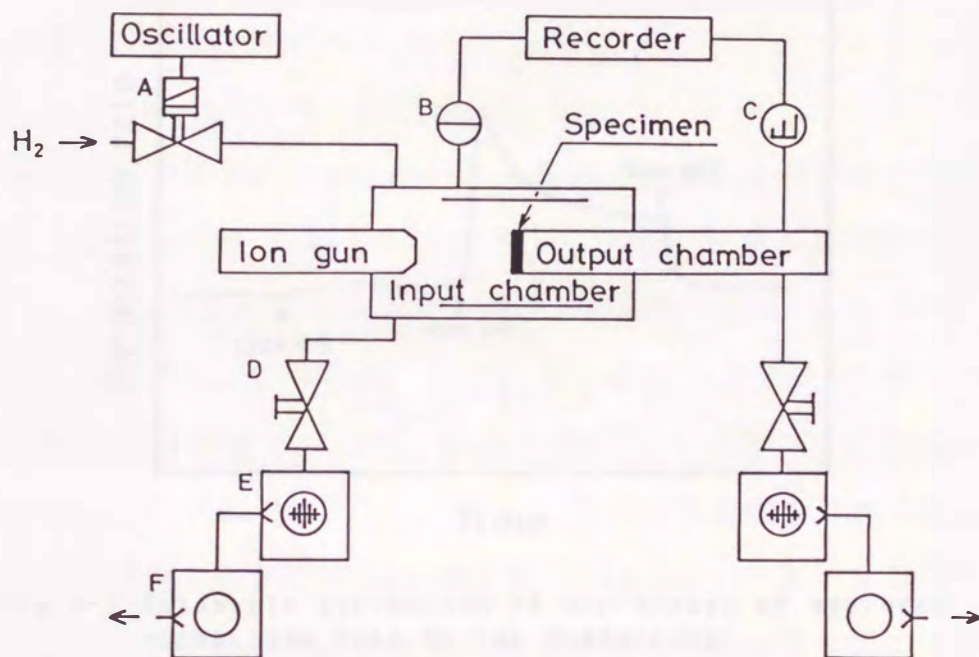 Oscillator
Recorder
A
B
C
H₂ →
Specimen
Ion gun
Output chamber
Input chamber
D
E
F